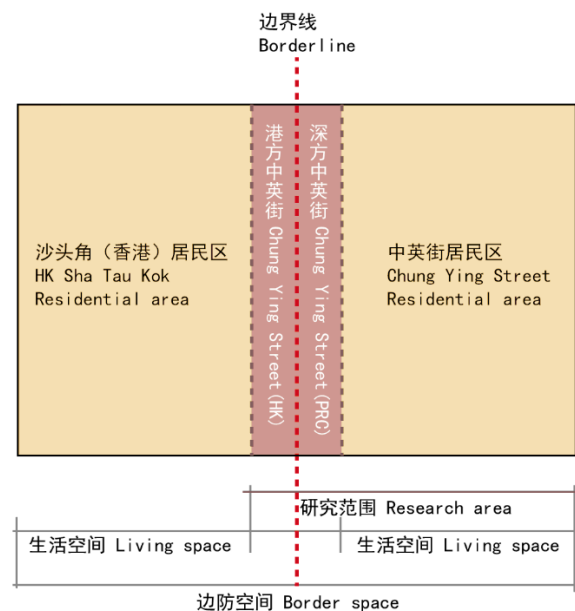 边界线
Borderline
港方中英街 Chung Ying Street(HK)
深方中英街 Chung Ying Street(PRC)
沙头角（香港）居民区
HK Sha Tau Kok
Residential area
中英街居民区
Chung Ying Street
Residential area
研究范围 Research area
生活空间 Living space
生活空间 Living space
边防空间 Border space